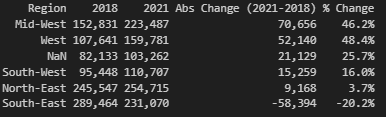 Region 2018 2021 Abs Change (2021-2018) % Change
Mid-West 152,831 223,487 70,656 46.2%
West 107,641 159,781 52,140 48.4%
NaN 82,133 103,262 21,129 25.7%
South-West 95,448 110,707 15,259 16.0%
North-East 245,547 254,715 9,168 3.7%
South-East 289,464 231,070 -58,394 -20.2%